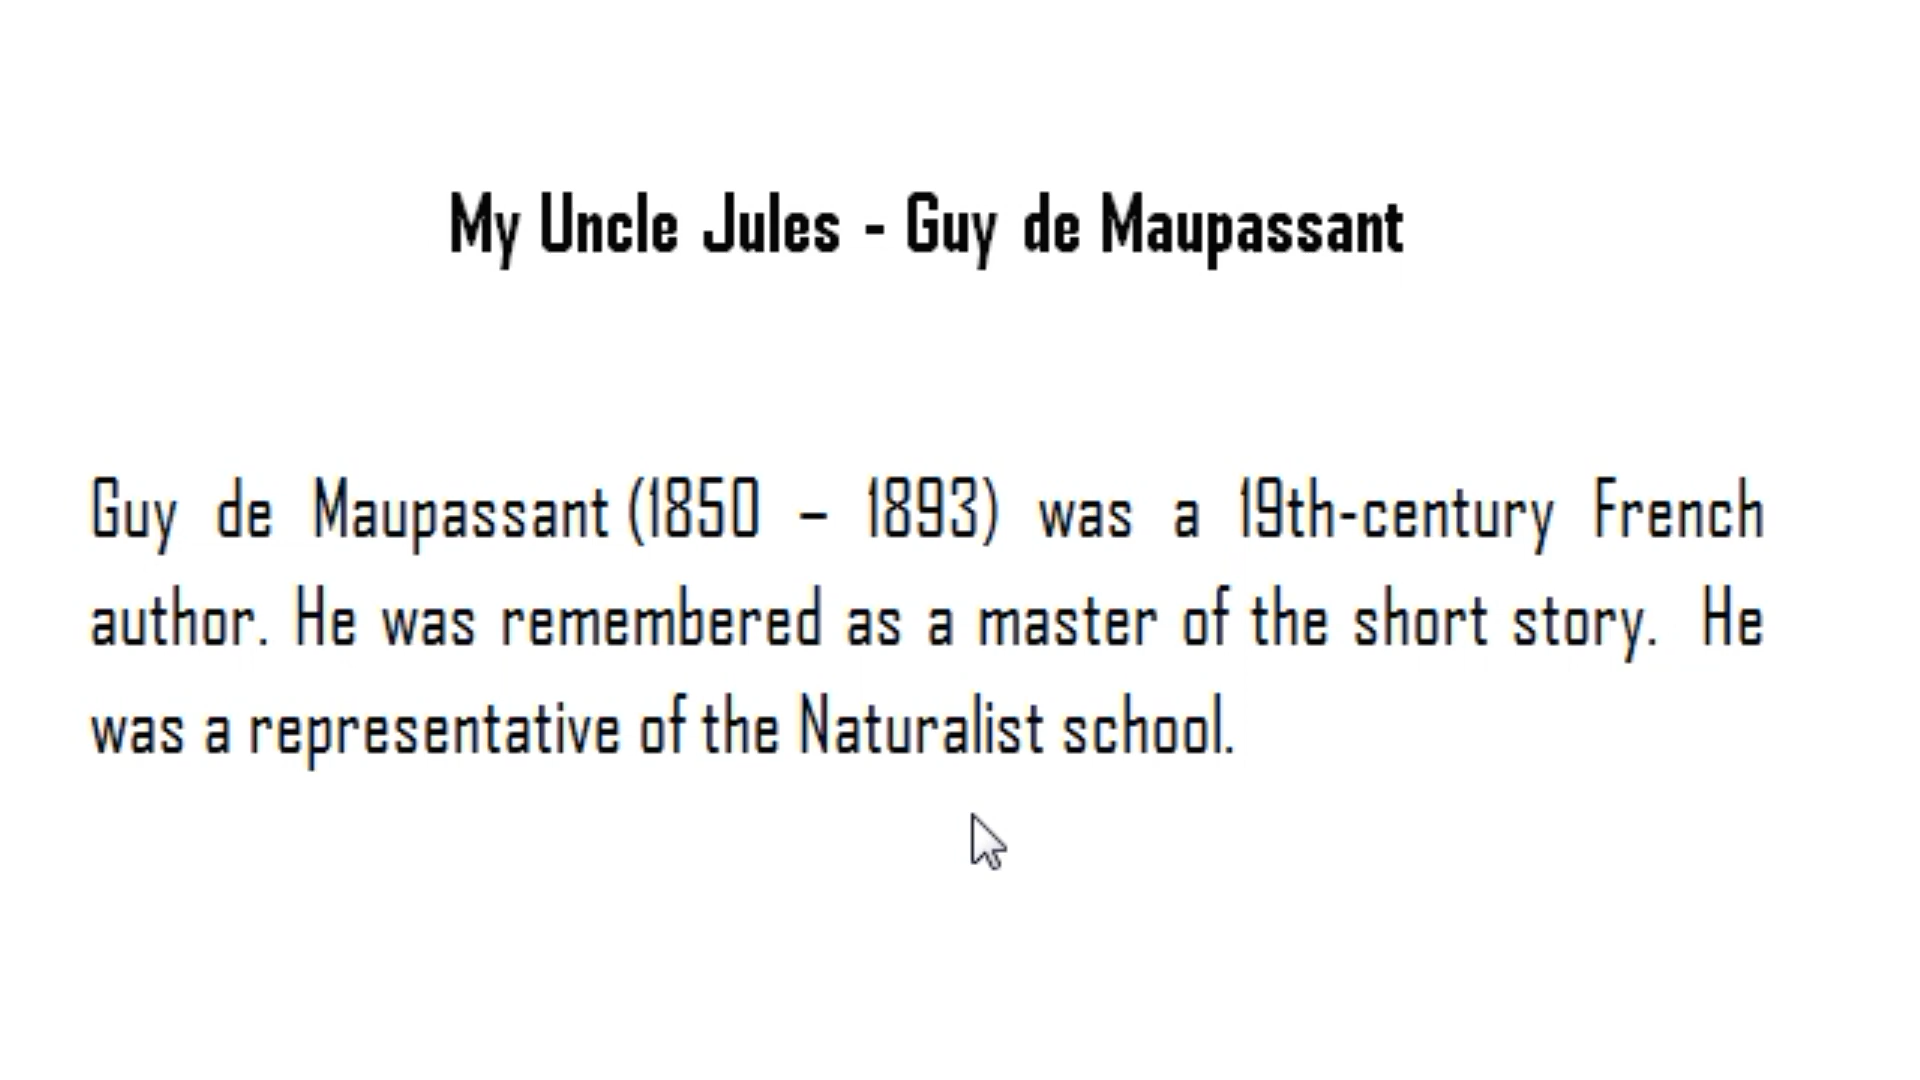 My Uncle Jules - Guy de Maupassant
Guy de Maupassant (1850 – 1893) was a 19th-century French
author. He was remembered as a master of the short story. He
was a representative of the Naturalist school.